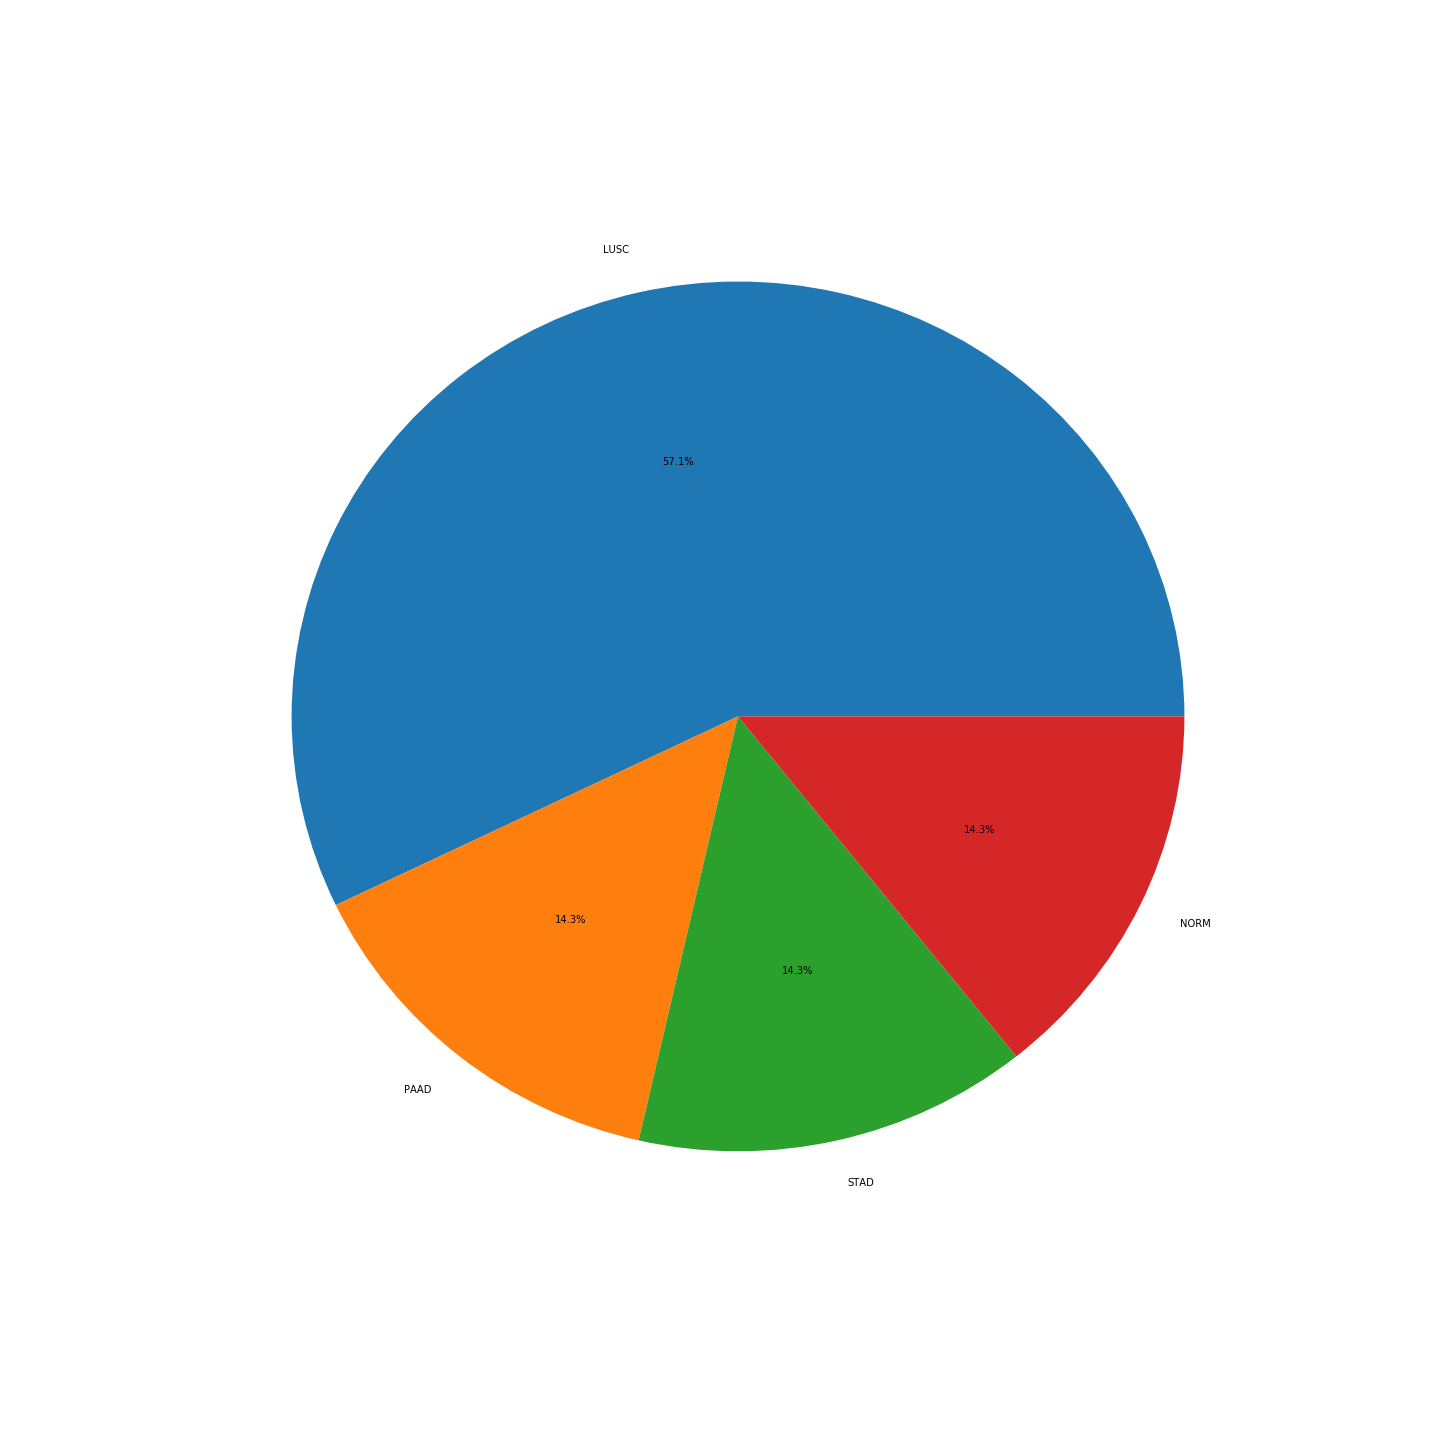 LUSC
57.1%
14.3%
14.3%
NORM
14.3%
PAAD
STAD